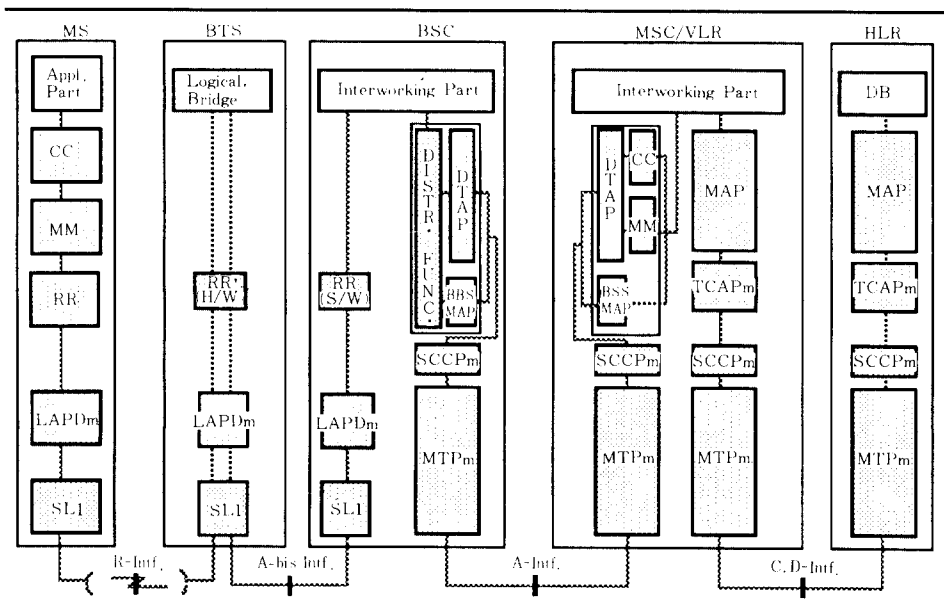 MS
BTS
BSC
MSC/VLR
HLR
Appl.
Part
CC
MM
RR
LAPDm
SL1
Logical.
Bridge
RR
(H/W)
LAPDm
SL1
Interworking Part
RR
(S/W)
LAPDm
SL1
DISTR. FUNC.
DTAP
BBS
MAP
SCCPm
MTPm
Interworking Part
DTAP
CC
MM
BSS
MAP
SCCPm
MTPm
MAP
TCAPm
SCCPm
MTPm
DB
MAP
TCAPm
SCCPm
MTPm
R-Intf.
A-bis Intf.
A-Intf.
C,D-Intf.